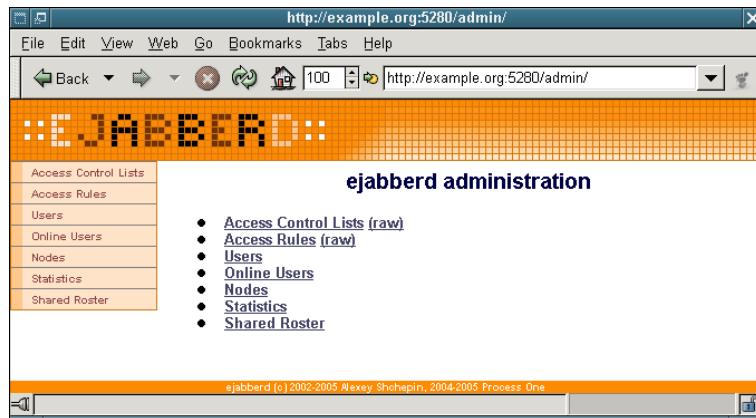 http://example.org:5280/admin/
File Edit View Web Go Bookmarks Tabs Help
Back 100 http://example.org:5280/admin/
::EJABBERD::
Access Control Lists
Access Rules
Users
Online Users
Nodes
Statistics
Shared Roster
ejabberd administration
Access Control Lists (raw)
Access Rules (raw)
Users
Online Users
Nodes
Statistics
Shared Roster
ejabberd (c) 2002-2005 Alexey Shchepin, 2004-2005 Process One